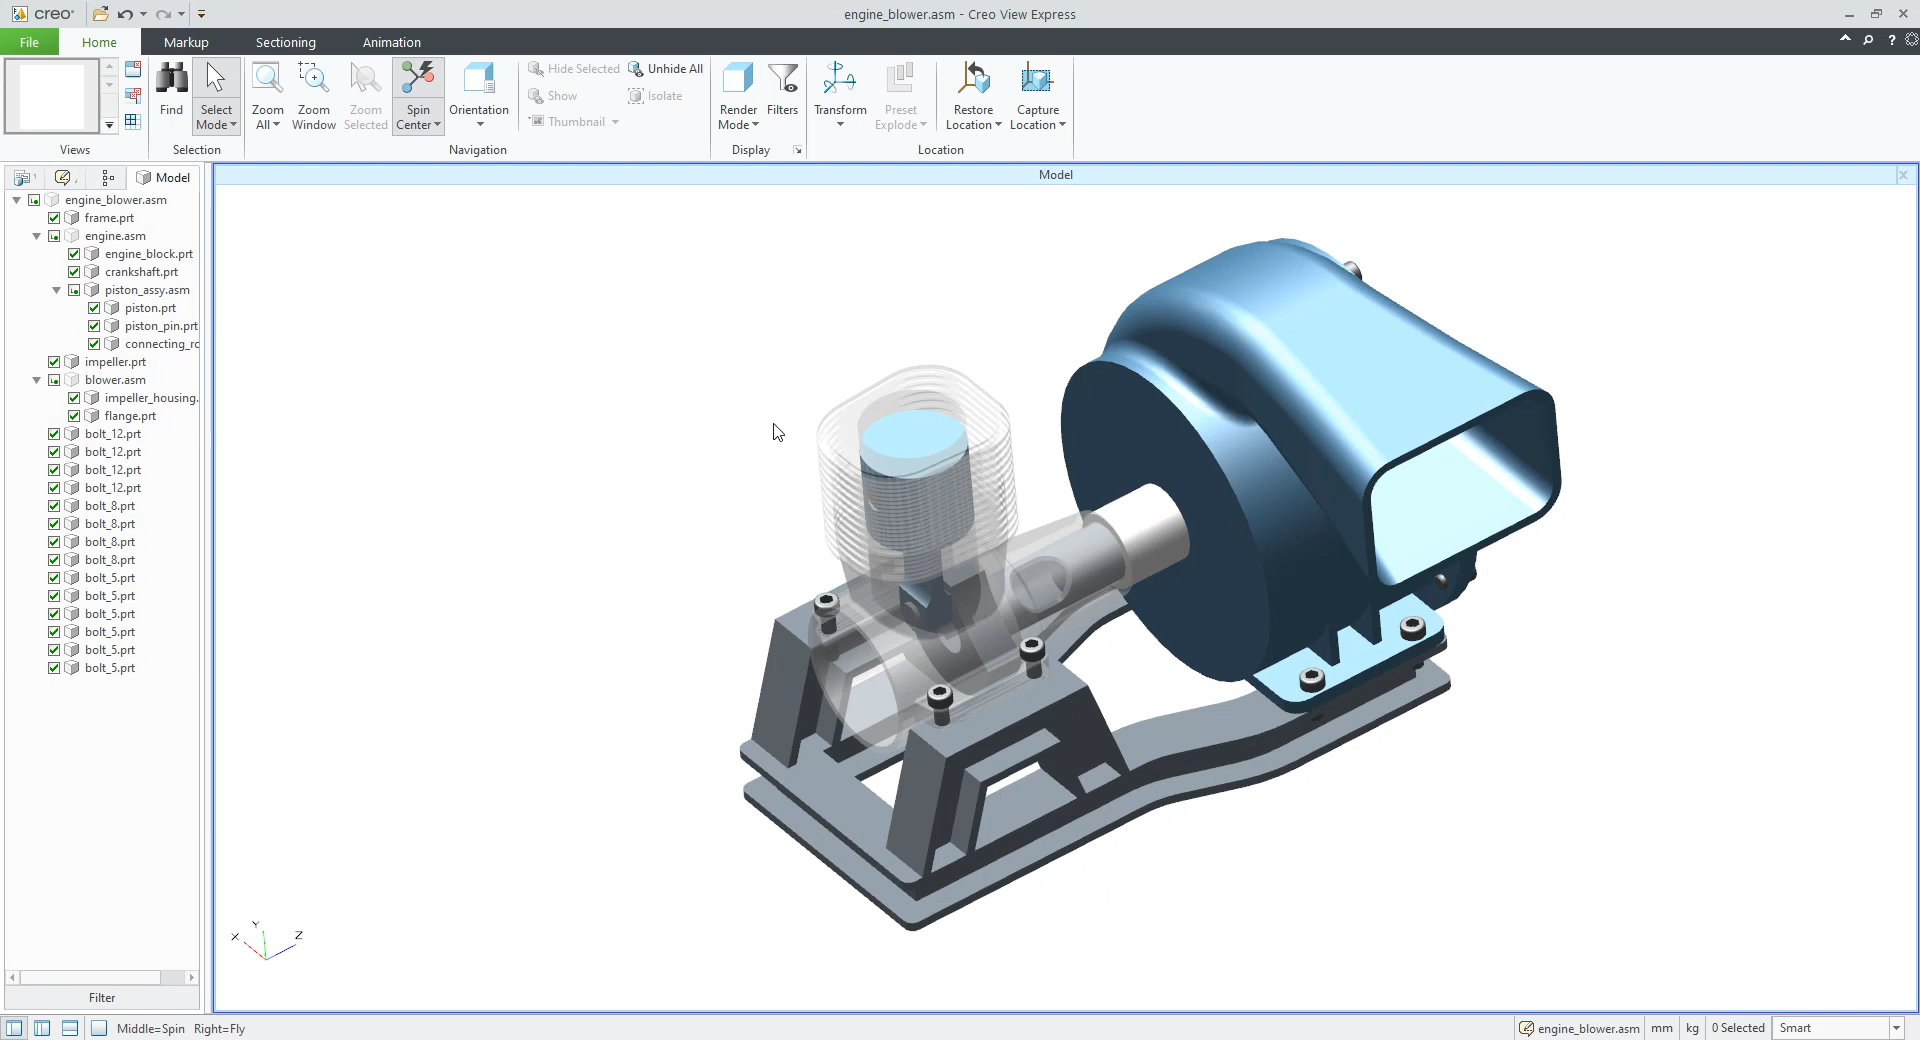 creo
engine_blower.asm - Creo View Express
File
Home
Markup
Sectioning
Animation
Find
Select Mode
Zoom All
Zoom Window
Zoom Selected
Spin Center
Orientation
Hide Selected
Unhide All
Show
Isolate
Thumbnail
Render Mode
Filters
Transform
Preset Explode
Restore Location
Capture Location
Views
Selection
Navigation
Display
Location
Model
Model
engine_blower.asm
frame.prt
engine.asm
engine_block.prt
crankshaft.prt
piston_assy.asm
piston.prt
piston_pin.prt
connecting_ro
impeller.prt
blower.asm
impeller_housing.
flange.prt
bolt_12.prt
bolt_12.prt
bolt_12.prt
bolt_12.prt
bolt_8.prt
bolt_8.prt
bolt_8.prt
bolt_8.prt
bolt_5.prt
bolt_5.prt
bolt_5.prt
bolt_5.prt
bolt_5.prt
bolt_5.prt
Y
X
Z
Filter
Middle=Spin Right=Fly
engine_blower.asm
mm
kg
0 Selected
Smart